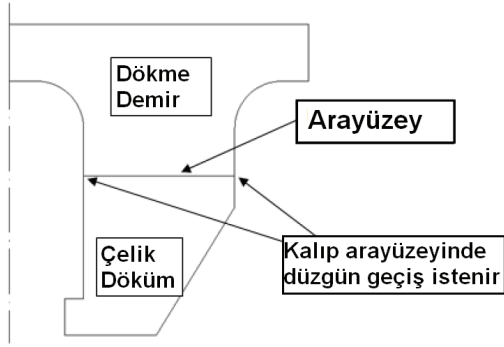 Dökme
Demir
Arayüzey
Çelik
Döküm
Kalıp arayüzeyinde
düzgün geçiş istenir